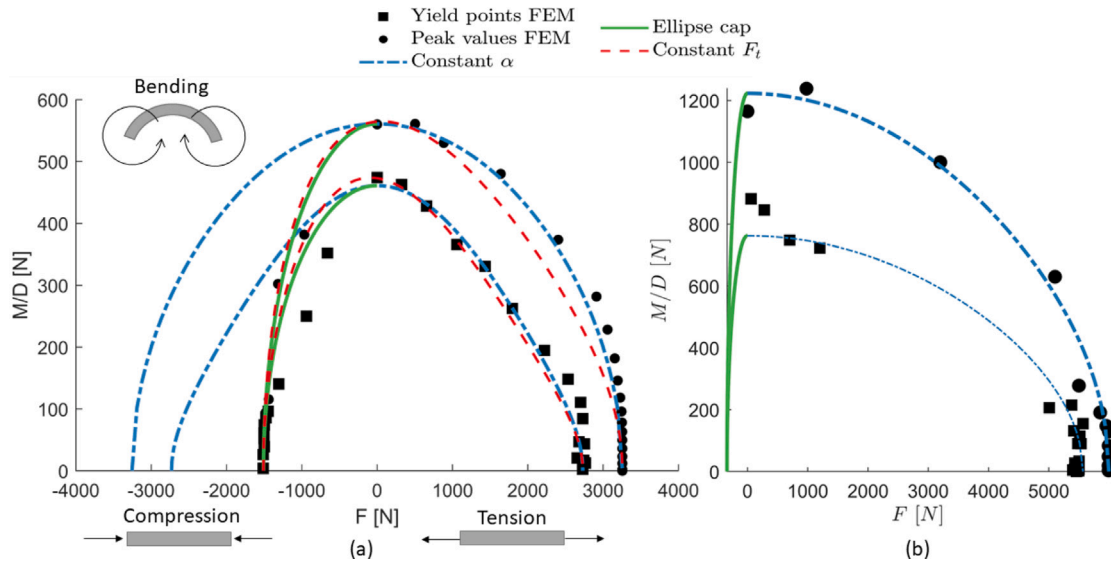 Yield points FEM
Peak values FEM
Constant α
Ellipse cap
Constant F_t
Bending
600
500
400
300
200
100
0
M/D [N]
-4000 -3000 -2000 -1000 0 1000 2000 3000 4000
F [N]
Compression
Tension
(a)
1200
1000
800
600
400
200
0
M/D [N]
0 1000 2000 3000 4000 5000
F [N]
(b)